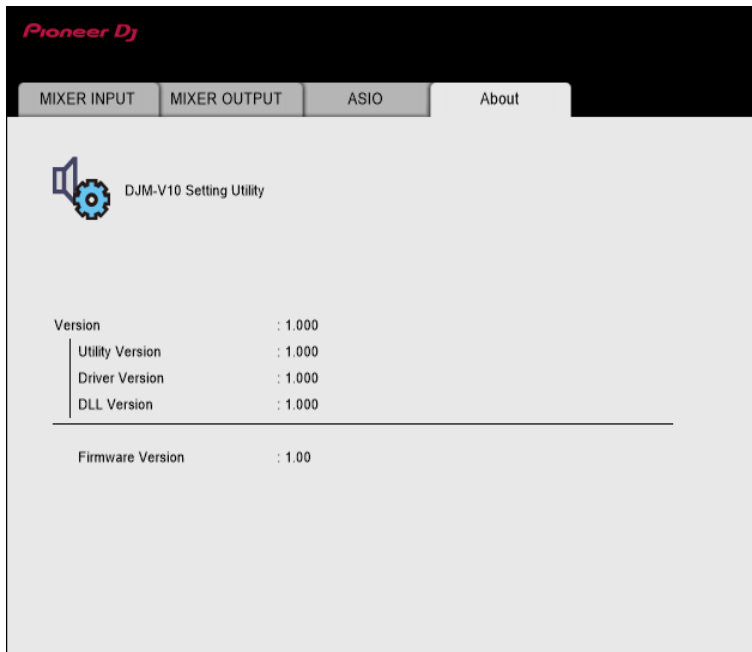 Pioneer Dj
MIXER INPUT MIXER OUTPUT ASIO About
DJM-V10 Setting Utility
Version : 1.000
Utility Version : 1.000
Driver Version : 1.000
DLL Version : 1.000
Firmware Version : 1.00